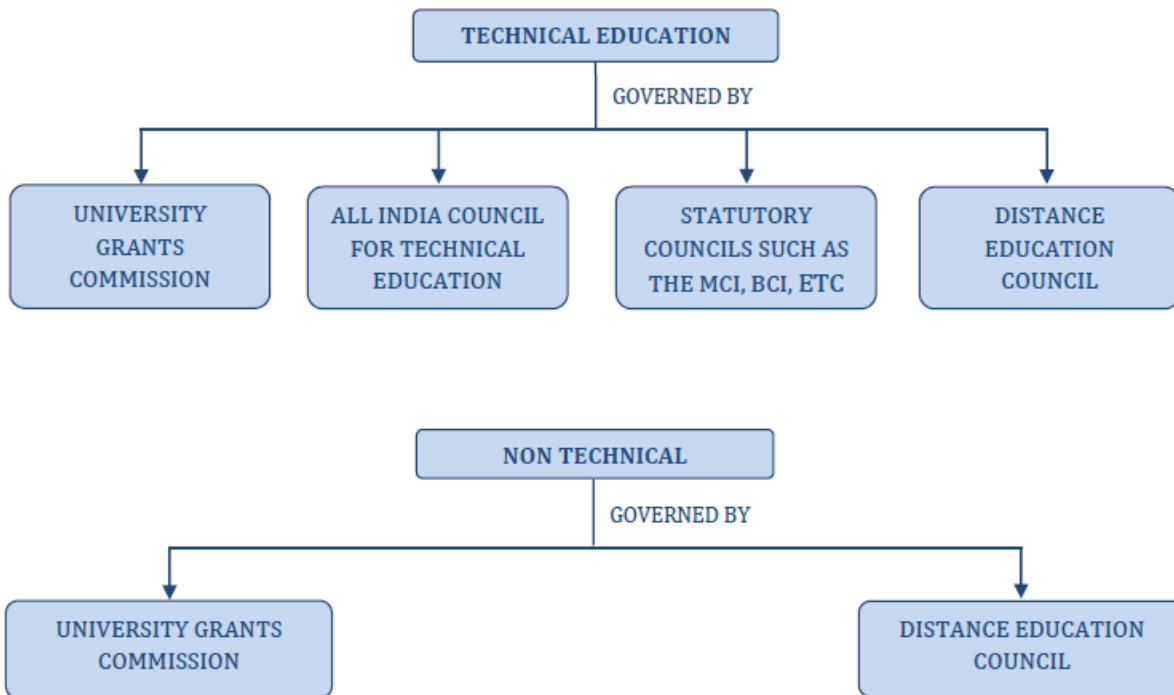 TECHNICAL EDUCATION
GOVERNED BY
UNIVERSITY
GRANTS
COMMISSION
ALL INDIA COUNCIL
FOR TECHNICAL
EDUCATION
STATUTORY
COUNCILS SUCH AS
THE MCI, BCI, ETC
DISTANCE
EDUCATION
COUNCIL
NON TECHNICAL
GOVERNED BY
UNIVERSITY GRANTS
COMMISSION
DISTANCE EDUCATION
COUNCIL